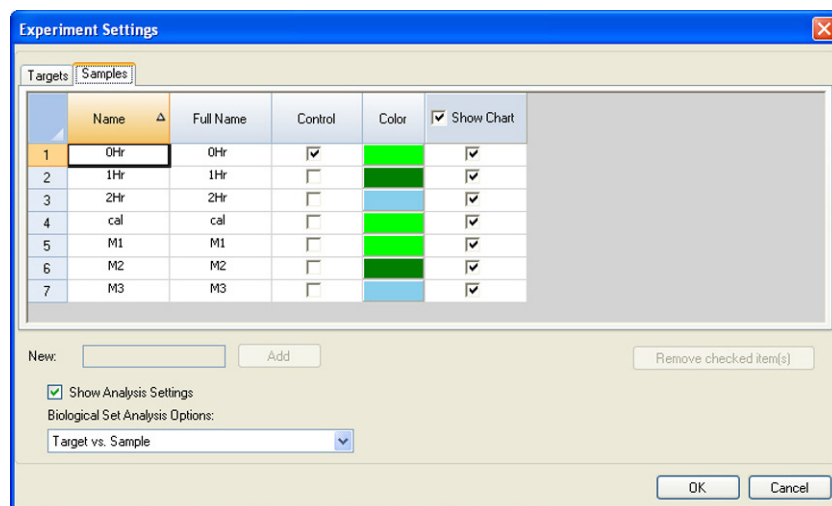 Experiment Settings
Targets Samples
Name Full Name Control Color Show Chart
1 0Hr 0Hr
2 1Hr 1Hr
3 2Hr 2Hr
4 cal cal
5 M1 M1
6 M2 M2
7 M3 M3
New: Add Remove checked item(s)
Show Analysis Settings
Biological Set Analysis Options:
Target vs. Sample
OK Cancel